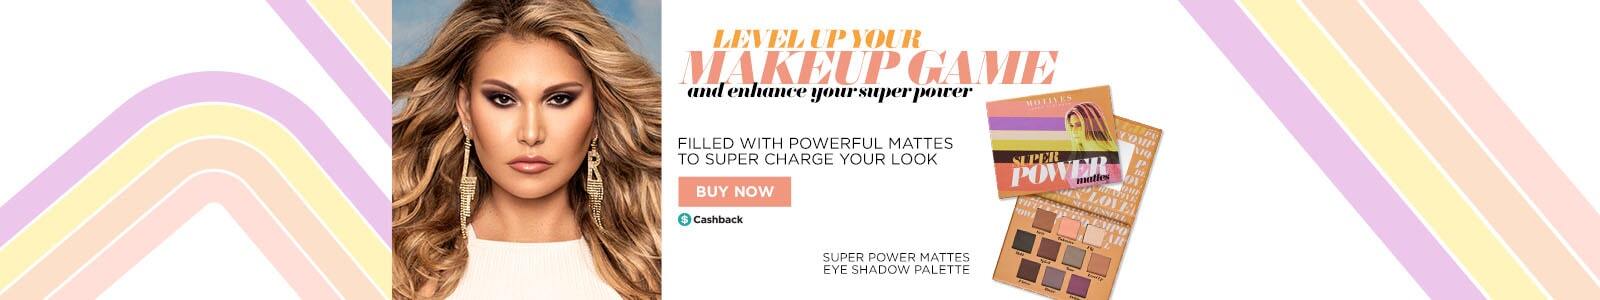 LEVEL UP YOUR
MAKEUP GAME
and enhance your super power
FILLED WITH POWERFUL MATTES
TO SUPER CHARGE YOUR LOOK
BUY NOW
$ Cashback
MOTIVES
SUPER
POWER
mattes
SUPER POWER MATTES
EYE SHADOW PALETTE